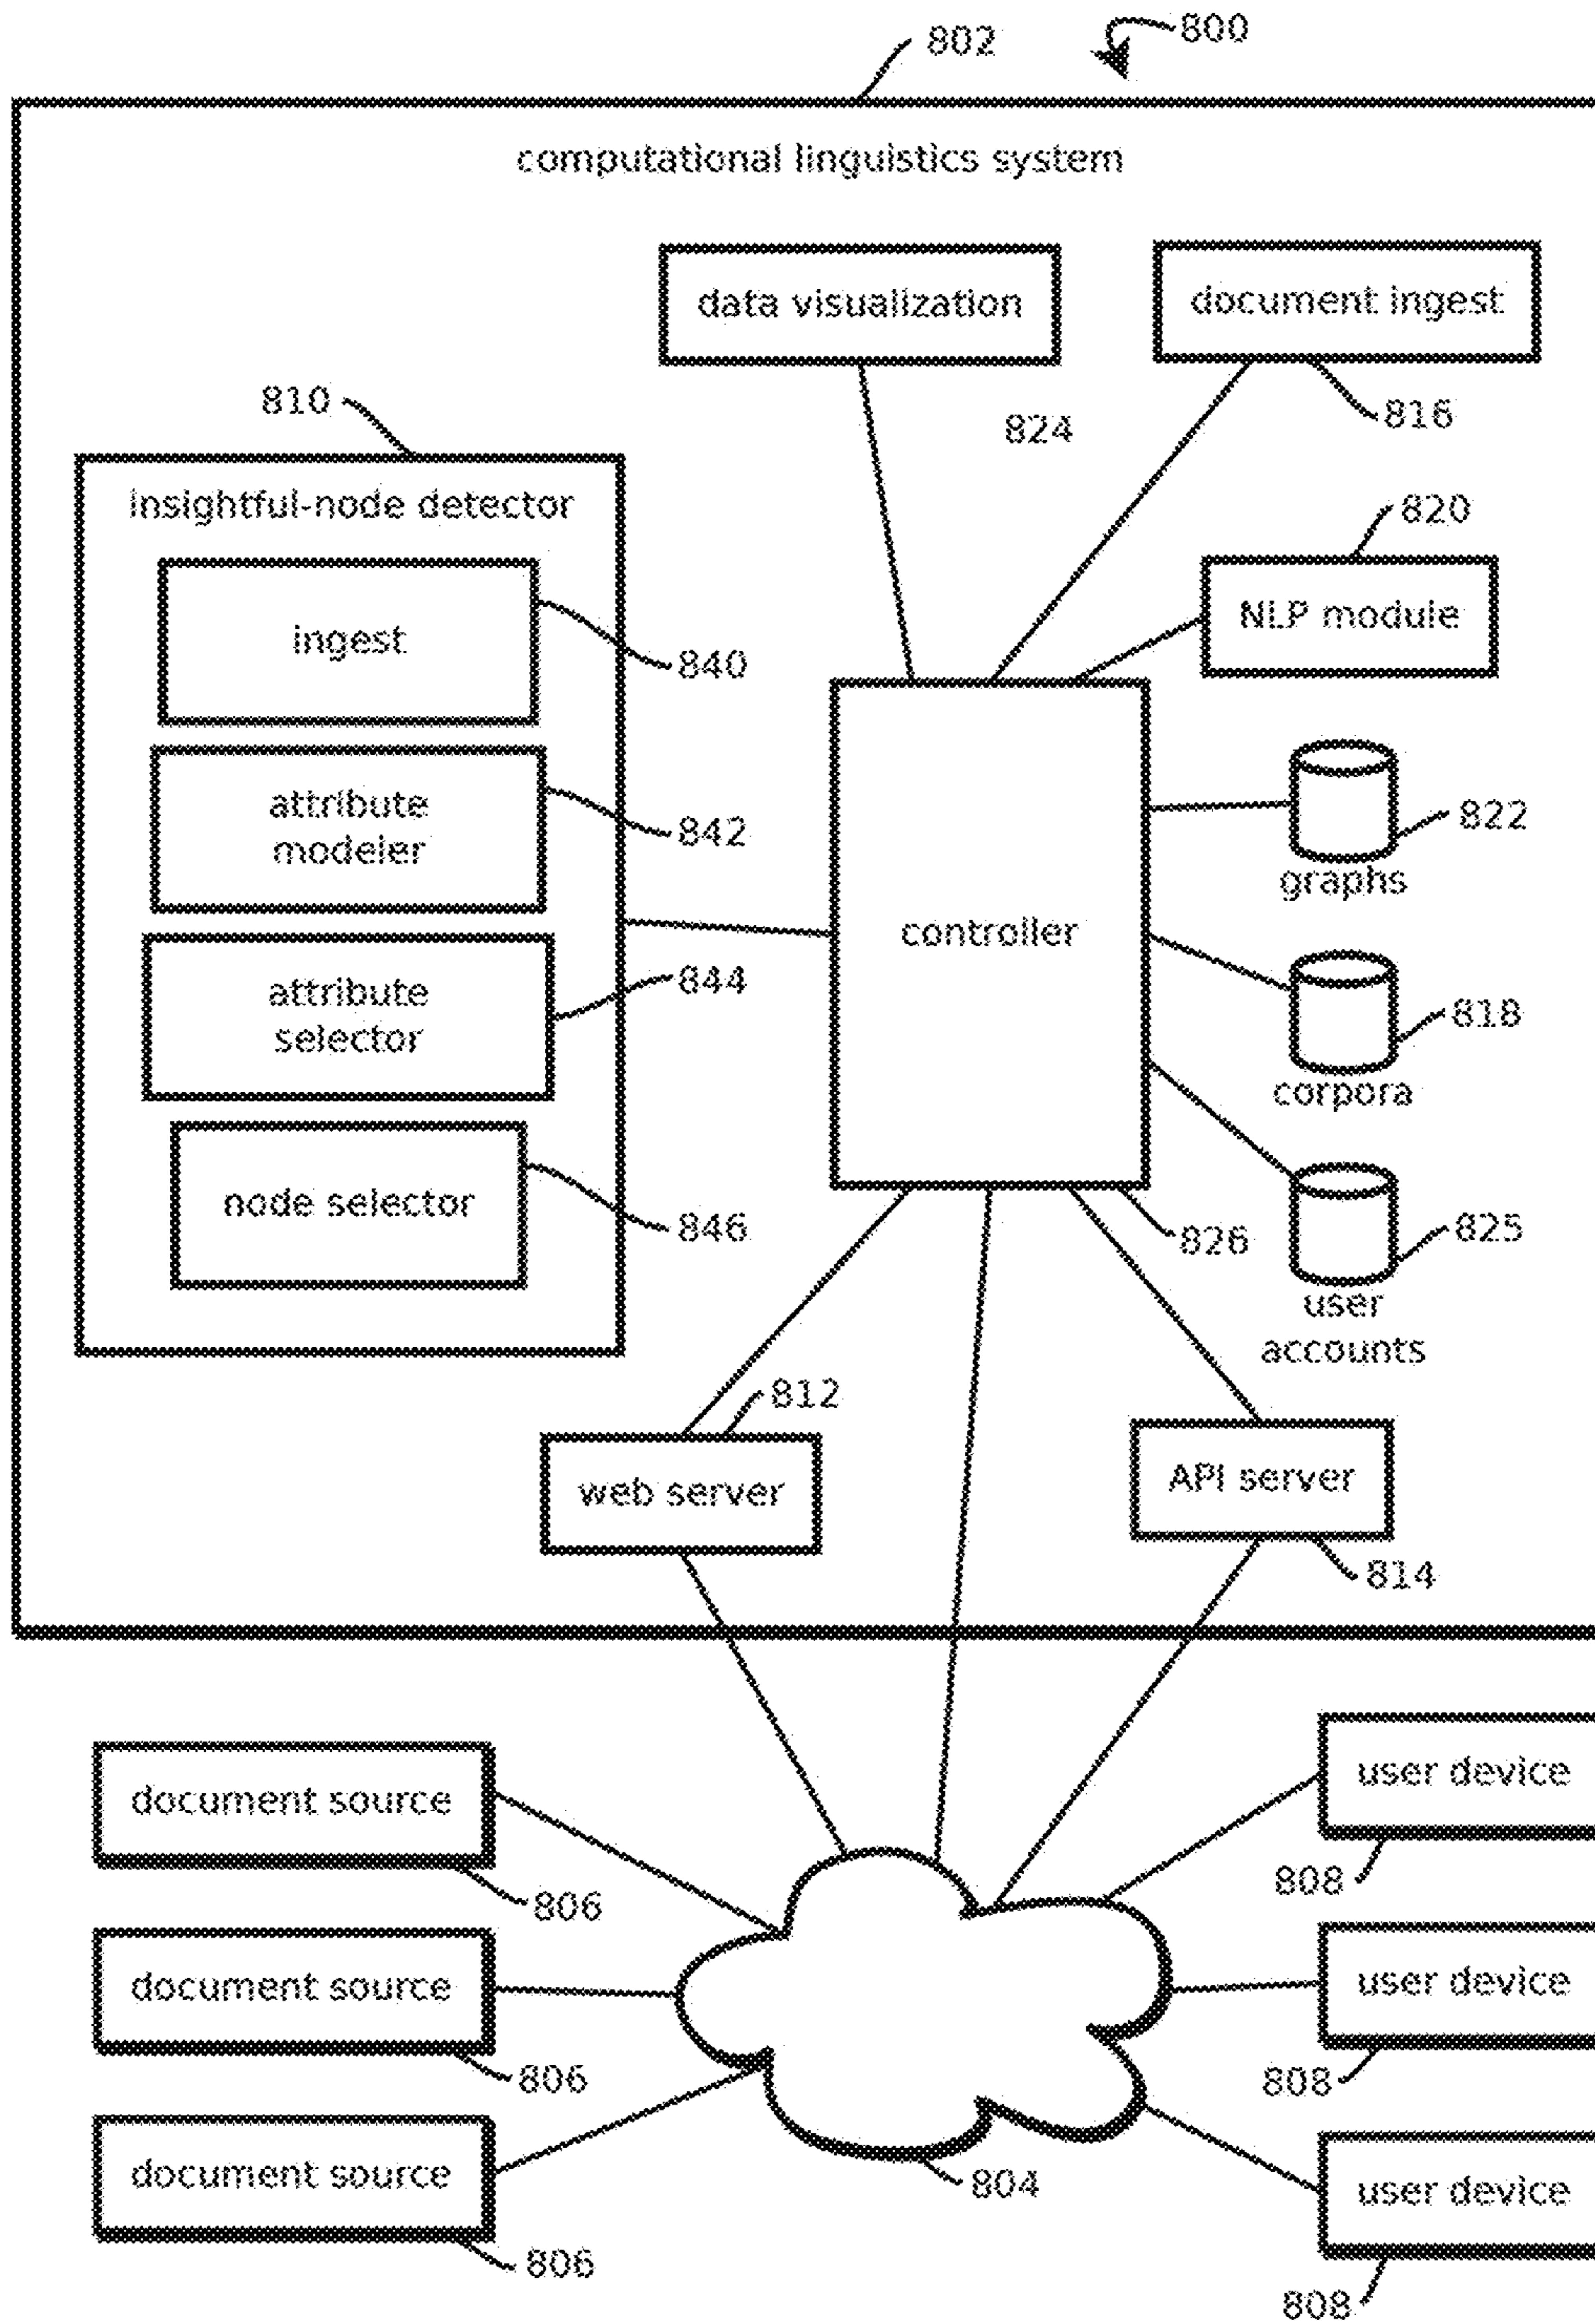 802
800
computational linguistics system
data visualization
document ingest
810
824
816
insightful-node detector
820
ingest
NLP module
840
attribute
modeler
842
822
graphs
controller
attribute
selector
844
818
corpora
node selector
846
826
825
user
accounts
812
web server
API server
814
document source
user device
806
808
document source
user device
806
808
document source
804
user device
806
808